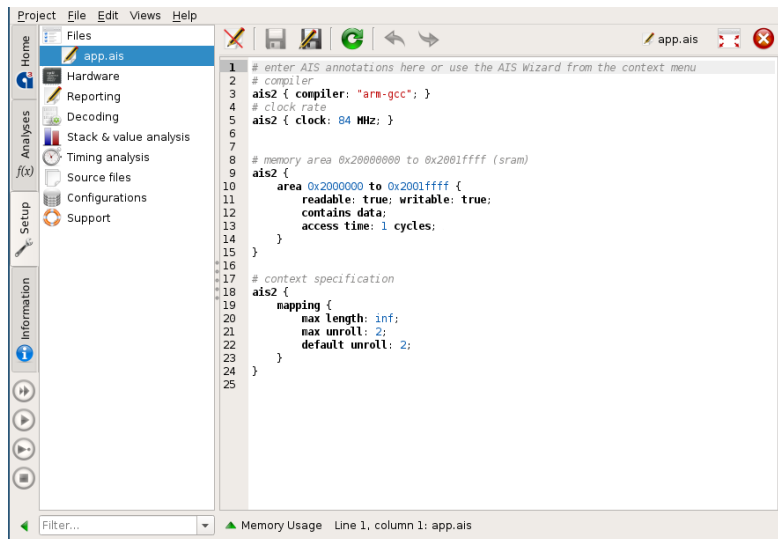 Project File Edit Views Help
Home
Analyses
f(x)
Setup
Information
Files
app.ais
Hardware
Reporting
Decoding
Stack & value analysis
Timing analysis
Source files
Configurations
Support
Filter...
app.ais
1 # enter AIS annotations here or use the AIS Wizard from the context menu
2 # compiler
3 ais2 { compiler: "arm-gcc"; }
4 # clock rate
5 ais2 { clock: 84 MHz; }
6
7
8 # memory area 0x20000000 to 0x2001ffff (sram)
9 ais2 {
10 area 0x2000000 to 0x2001ffff {
11 readable: true; writable: true;
12 contains data;
13 access time: 1 cycles;
14 }
15 }
16
17 # context specification
18 ais2 {
19 mapping {
20 max length: inf;
21 max unroll: 2;
22 default unroll: 2;
23 }
24 }
25
Memory Usage Line 1, column 1: app.ais